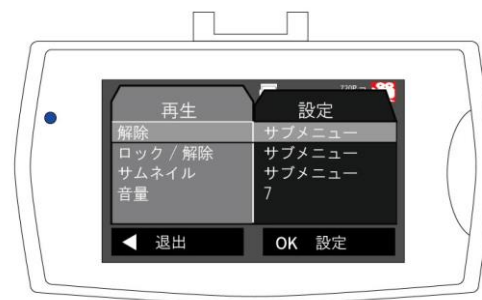 720P
再生 設定
解除 サブメニュー
ロック / 解除 サブメニュー
サムネイル サブメニュー
音量 7
◀ 退出 OK 設定